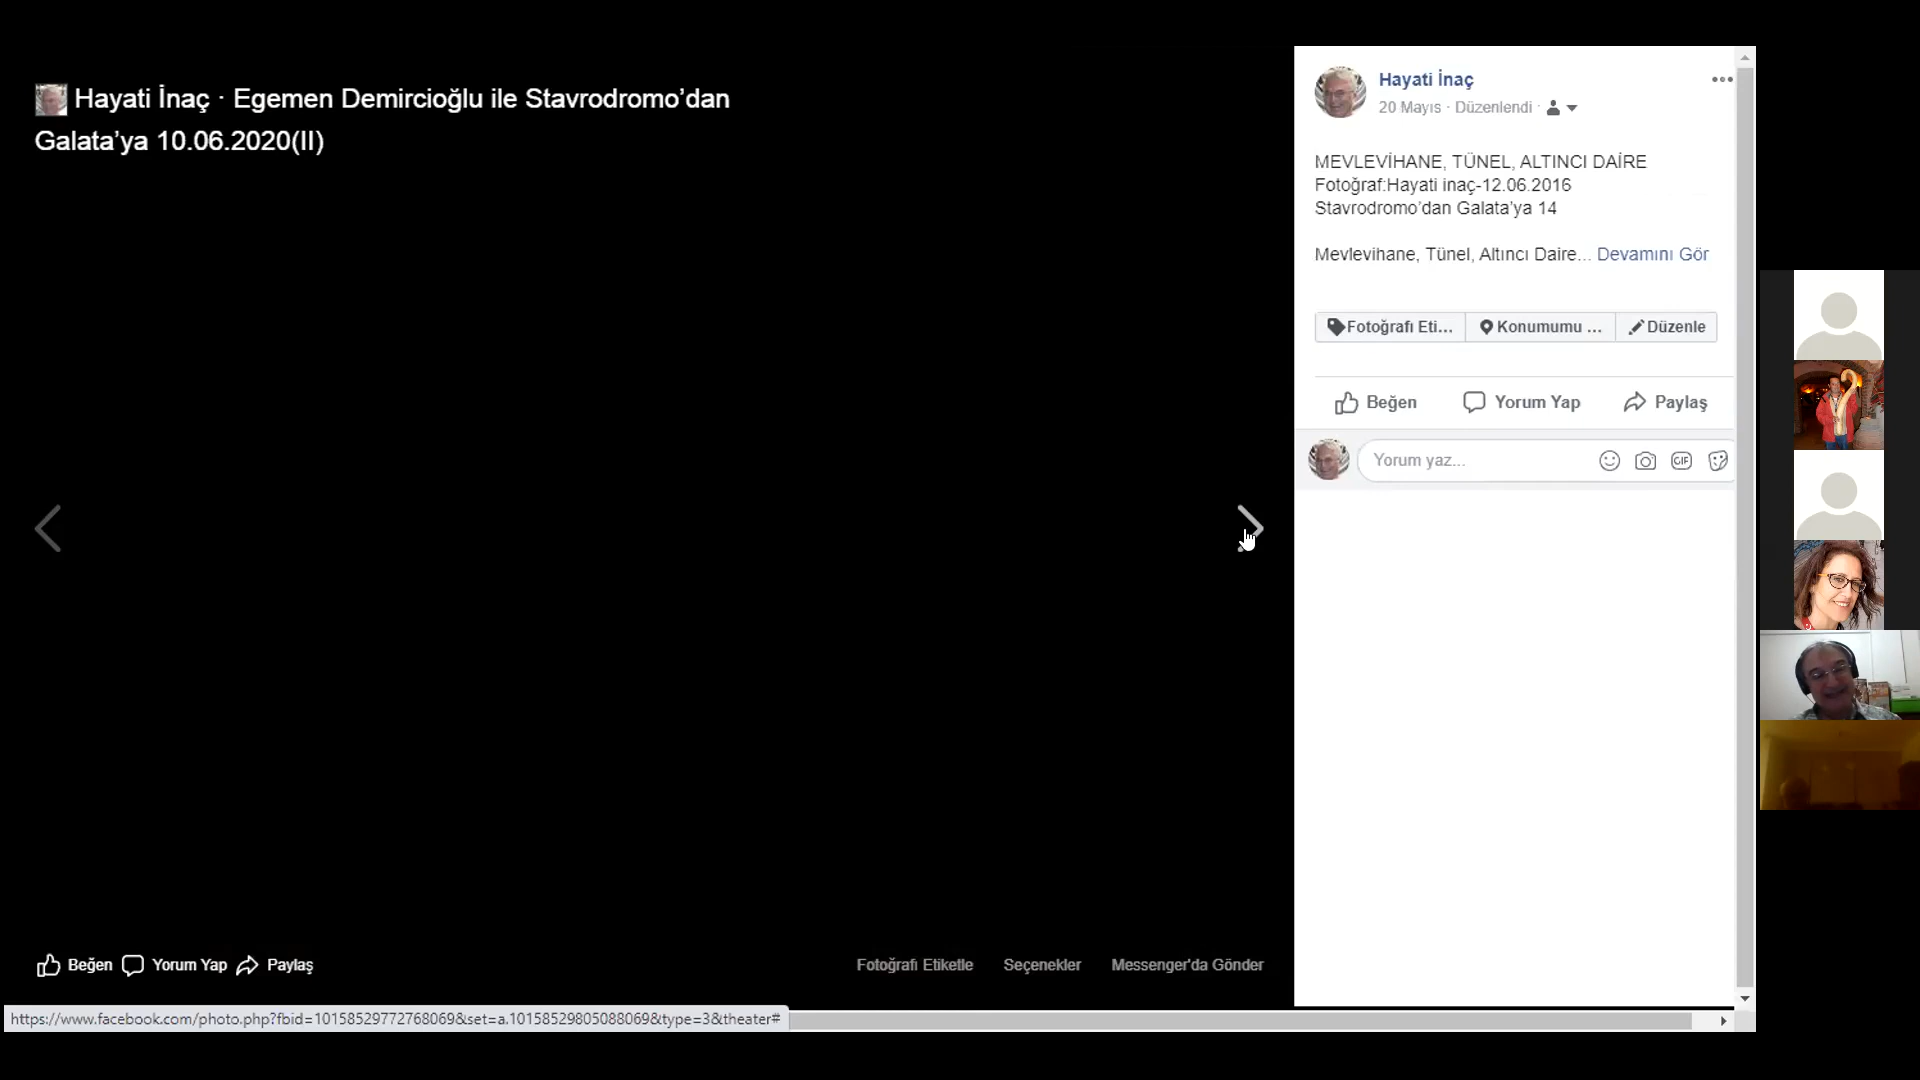 Hayati İnaç · Egemen Demircioğlu ile Stavrodromo’dan
Galata’ya 10.06.2020(II)
Hayati İnaç
20 Mayıs · Düzenlendi ·
MEVLEVİHANE, TÜNEL, ALTINCI DAİRE
Fotoğraf:Hayati inaç-12.06.2016
Stavrodromo’dan Galata’ya 14
Mevlevihane, Tünel, Altıncı Daire... Devamını Gör
Fotoğrafı Eti... Konumumu ... Düzenle
Beğen Yorum Yap Paylaş
Yorum yaz...
GIF
Beğen Yorum Yap Paylaş
Fotoğrafı Etiketle Seçenekler Messenger'da Gönder
https://www.facebook.com/photo.php?fbid=10158529772768069&set=a.10158529805088069&type=3&theater#